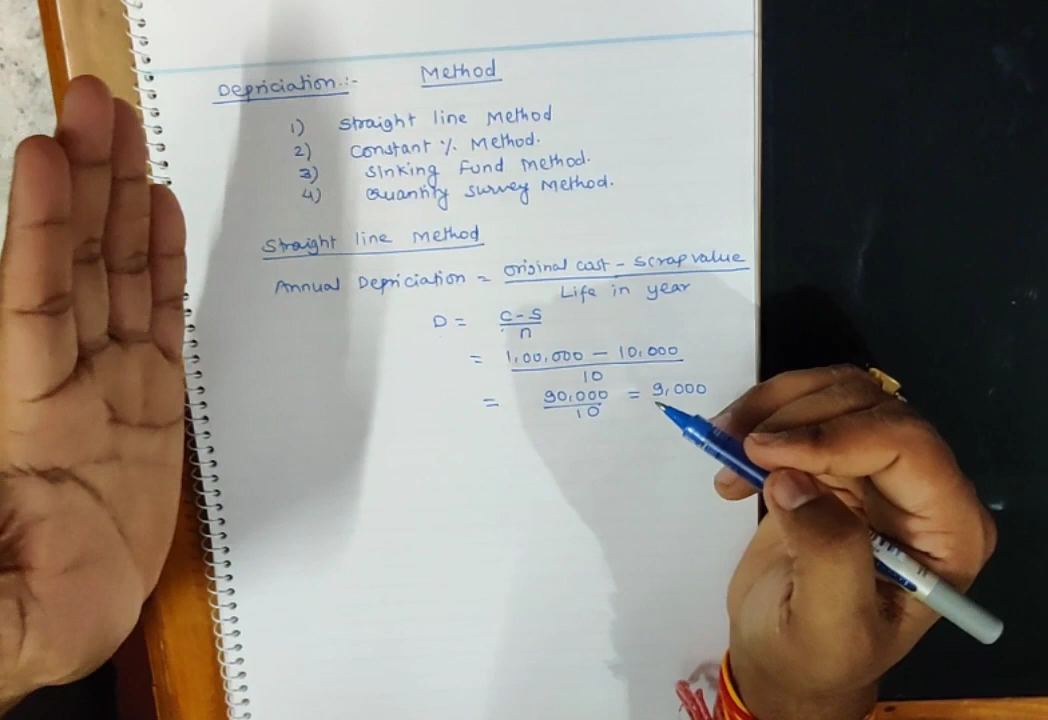 Depriciation :- Method
1) Straight line Method
2) Constant % Method.
3) Sinking Fund Method.
4) Quantity Survey Method.
Straight line Method
Annual Depriciation = Original cost - Scrap value / Life in year
D = C - S / n
= 1,00,000 - 10,000 / 10
= 90,000 / 10 = 9,000